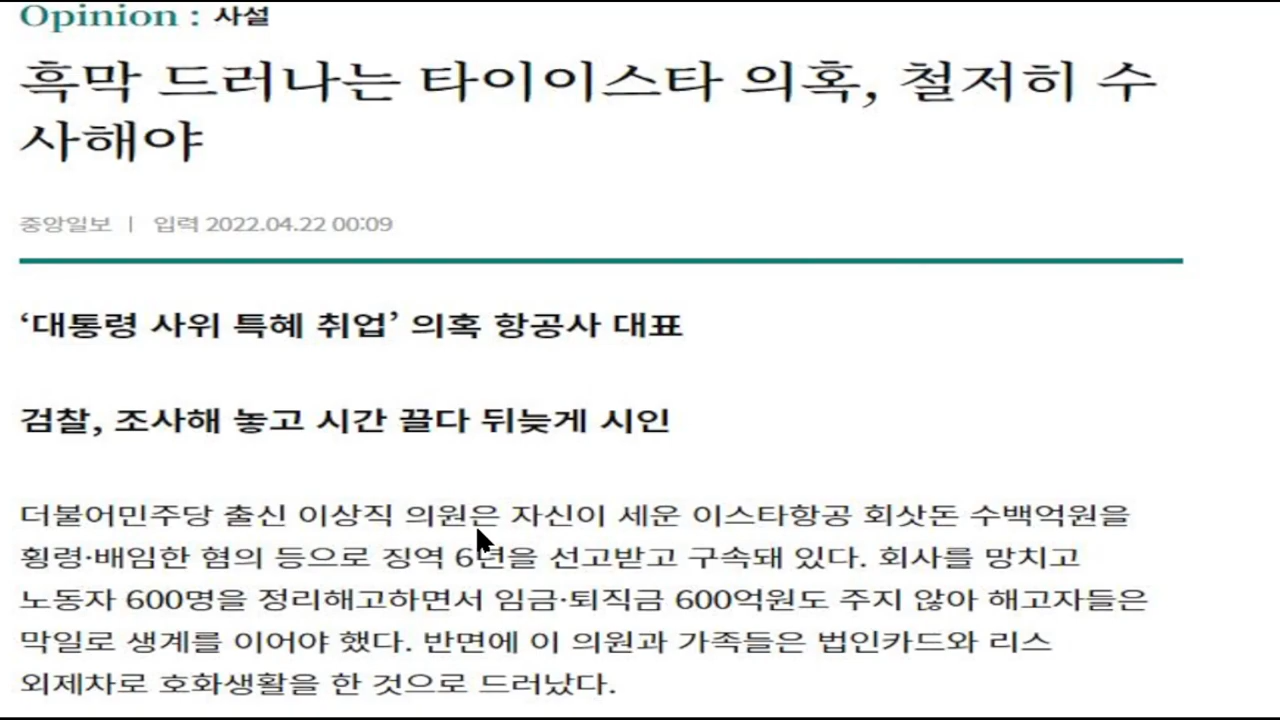 Opinion : 사설
흑막 드러나는 타이이스타 의혹, 철저히 수
사해야
중앙일보 ㅣ 입력 2022.04.22 00:09
‘대통령 사위 특혜 취업’ 의혹 항공사 대표
검찰, 조사해 놓고 시간 끌다 뒤늦게 시인
더불어민주당 출신 이상직 의원은 자신이 세운 이스타항공 회삿돈 수백억원을
횡령·배임한 혐의 등으로 징역 6년을 선고받고 구속돼 있다. 회사를 망치고
노동자 600명을 정리해고하면서 임금·퇴직금 600억원도 주지 않아 해고자들은
막일로 생계를 이어야 했다. 반면에 이 의원과 가족들은 법인카드와 리스
외제차로 호화생활을 한 것으로 드러났다.